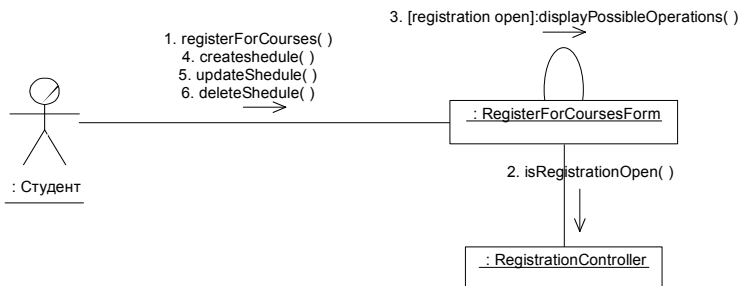 3. [registration open]:displayPossibleOperations( )
1. registerForCourses( )
4. createshedule( )
5. updateShedule( )
6. deleteShedule( )
: RegisterForCoursesForm
2. isRegistrationOpen( )
: Студент
: RegistrationController